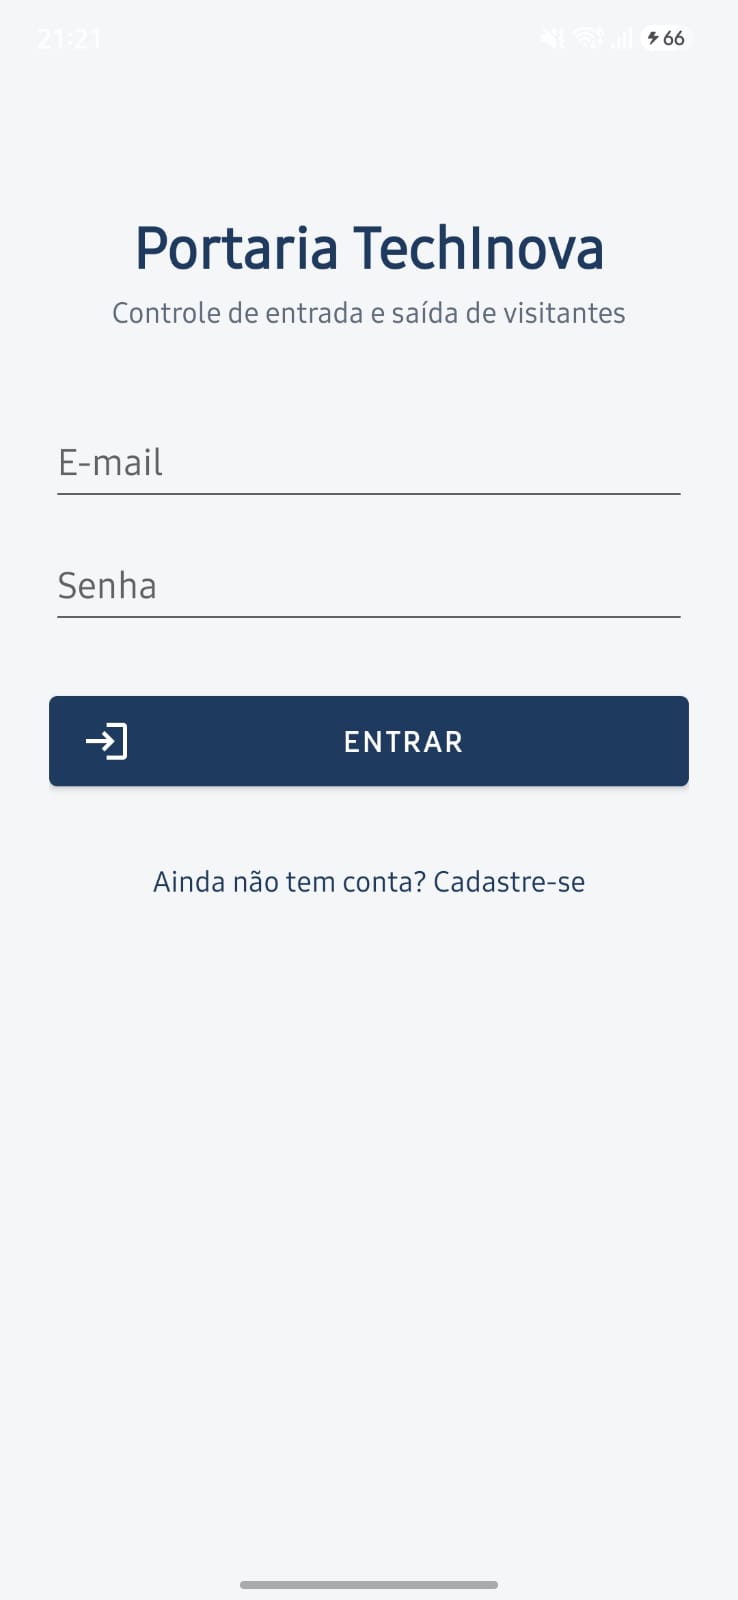 21:21
66
Portaria TechInova
Controle de entrada e saída de visitantes
E-mail
Senha
ENTRAR
Ainda não tem conta? Cadastre-se